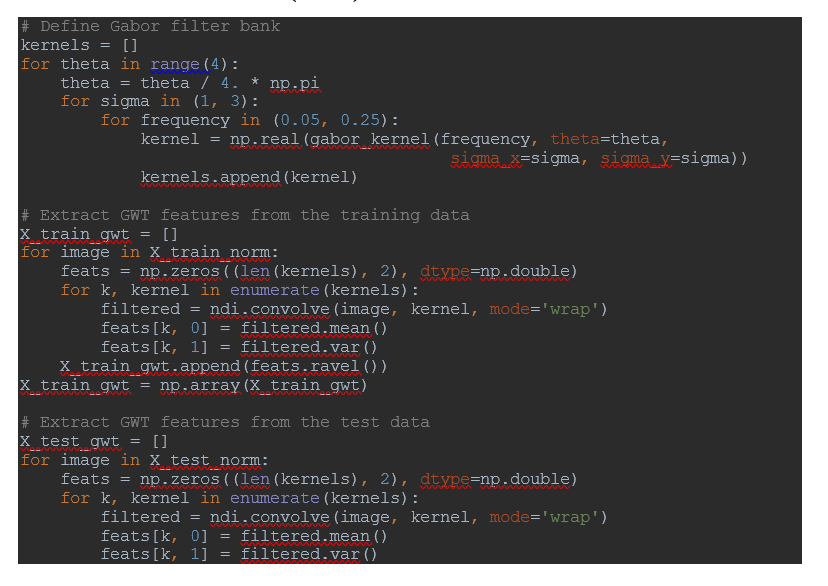 # Define Gabor filter bank
kernels = []
for theta in range(4):
    theta = theta / 4. * np.pi
    for sigma in (1, 3):
        for frequency in (0.05, 0.25):
            kernel = np.real(gabor_kernel(frequency, theta=theta,
                                          sigma_x=sigma, sigma_y=sigma))
            kernels.append(kernel)

# Extract GWT features from the training data
X_train_gwt = []
for image in X_train_norm:
    feats = np.zeros((len(kernels), 2), dtype=np.double)
    for k, kernel in enumerate(kernels):
        filtered = ndi.convolve(image, kernel, mode='wrap')
        feats[k, 0] = filtered.mean()
        feats[k, 1] = filtered.var()
    X_train_gwt.append(feats.ravel())
X_train_gwt = np.array(X_train_gwt)

# Extract GWT features from the test data
X_test_gwt = []
for image in X_test_norm:
    feats = np.zeros((len(kernels), 2), dtype=np.double)
    for k, kernel in enumerate(kernels):
        filtered = ndi.convolve(image, kernel, mode='wrap')
        feats[k, 0] = filtered.mean()
        feats[k, 1] = filtered.var()